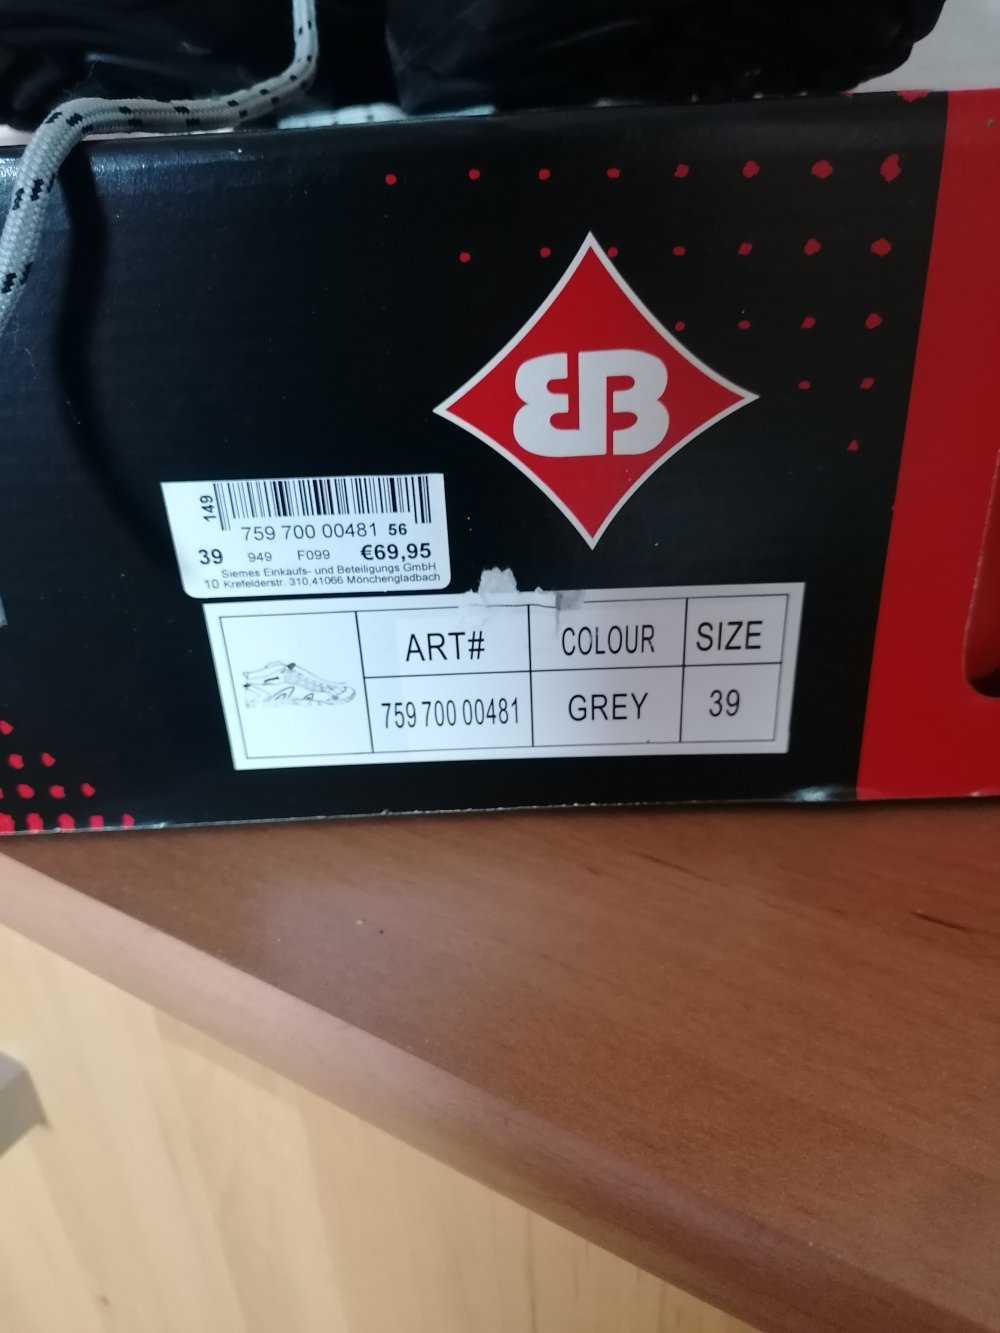 EB
149
759 700 00481 56
39 949 F099 €69,95
Siemes Einkaufs- und Beteiligungs GmbH
10 Krefelderstr. 310,41066 Mönchengladbach
ART# COLOUR SIZE
759 700 00481 GREY 39